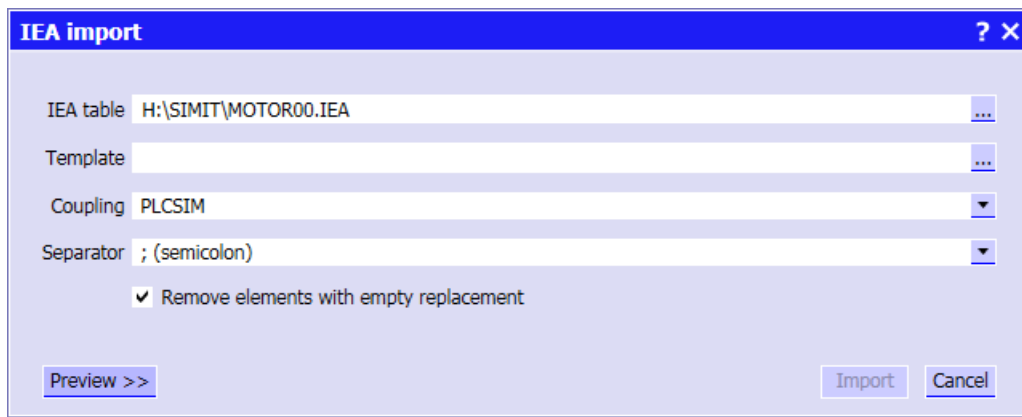 IEA import ? ×
IEA table H:\SIMIT\MOTOR00.IEA ...
Template ...
Coupling PLCSIM
Separator ; (semicolon)
Remove elements with empty replacement
Preview >> Import Cancel